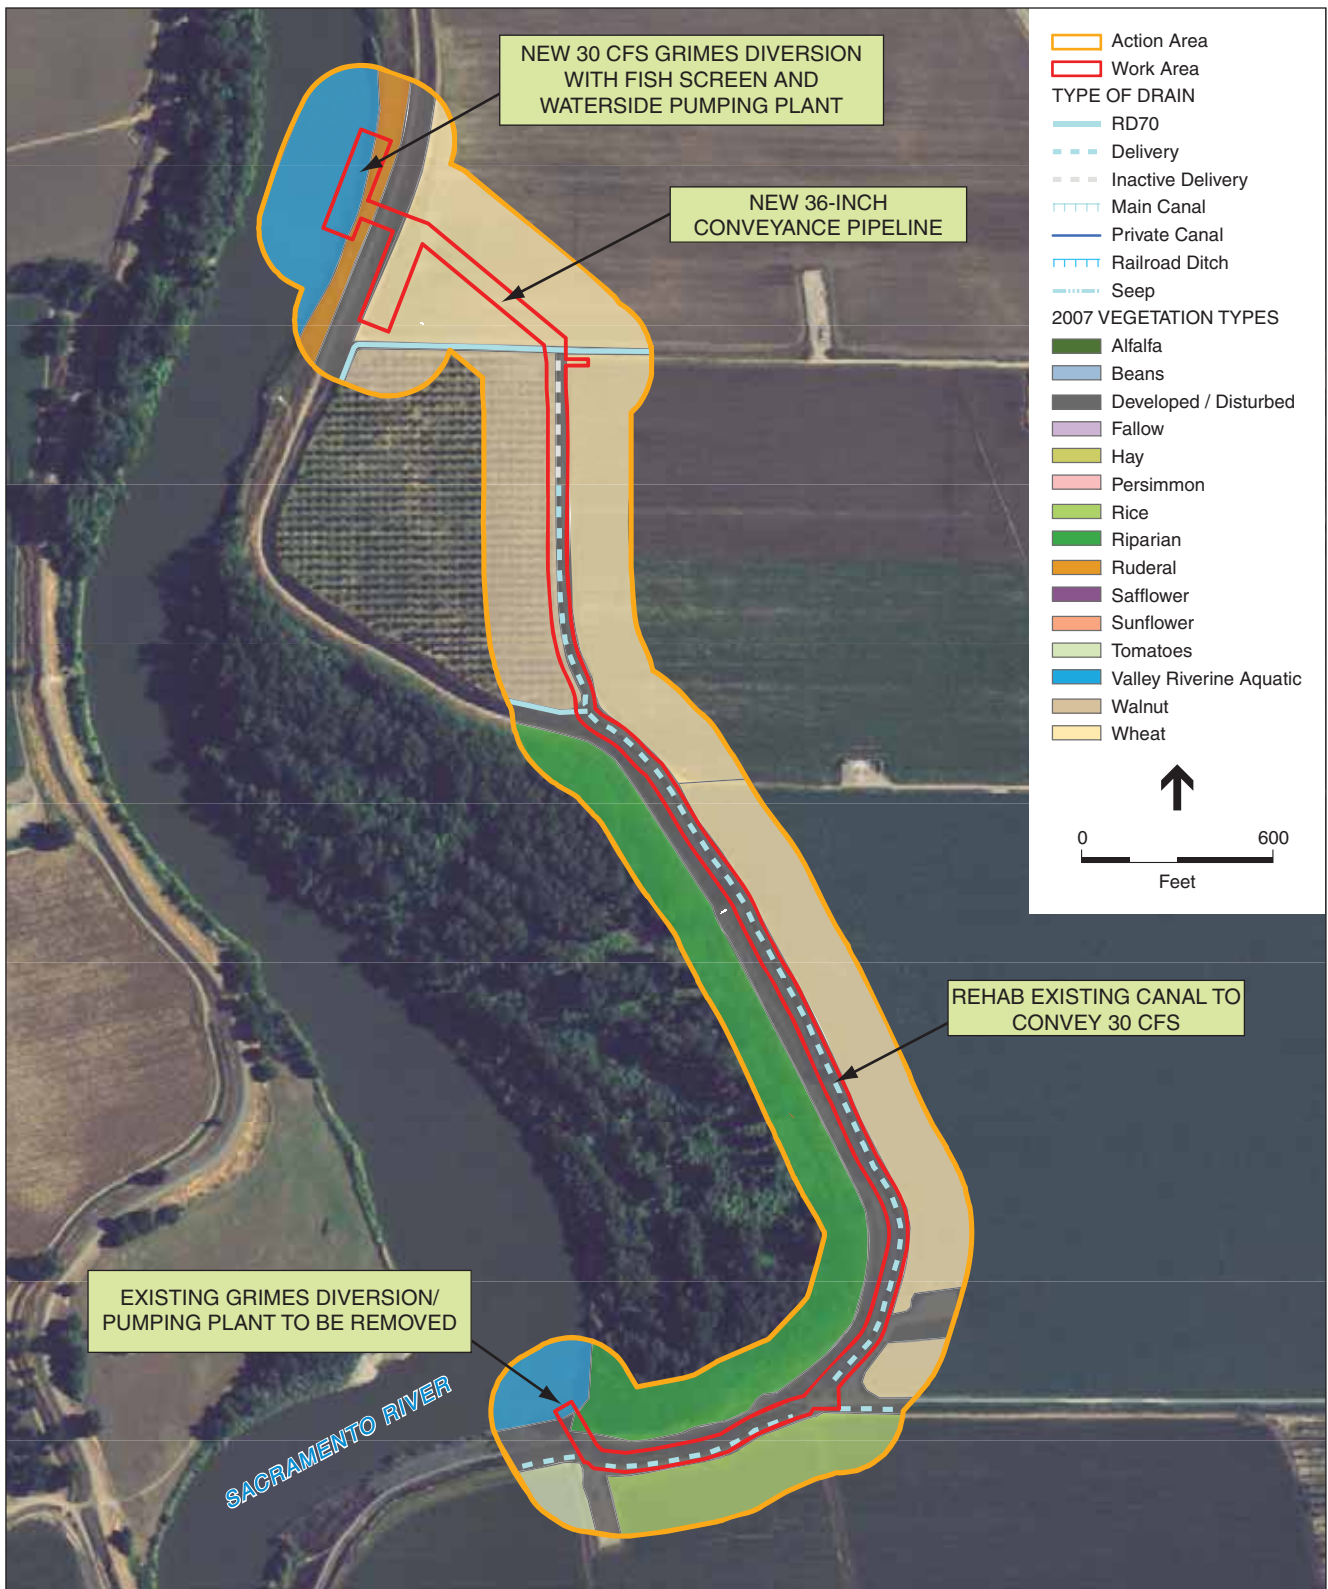 NEW 30 CFS GRIMES DIVERSION
WITH FISH SCREEN AND
WATERSIDE PUMPING PLANT
NEW 36-INCH
CONVEYANCE PIPELINE
REHAB EXISTING CANAL TO
CONVEY 30 CFS
EXISTING GRIMES DIVERSION/
PUMPING PLANT TO BE REMOVED
SACRAMENTO RIVER
Action Area
Work Area
TYPE OF DRAIN
RD70
Delivery
Inactive Delivery
Main Canal
Private Canal
Railroad Ditch
Seep
2007 VEGETATION TYPES
Alfalfa
Beans
Developed / Disturbed
Fallow
Hay
Persimmon
Rice
Riparian
Ruderal
Safflower
Sunflower
Tomatoes
Valley Riverine Aquatic
Walnut
Wheat
0 600
Feet